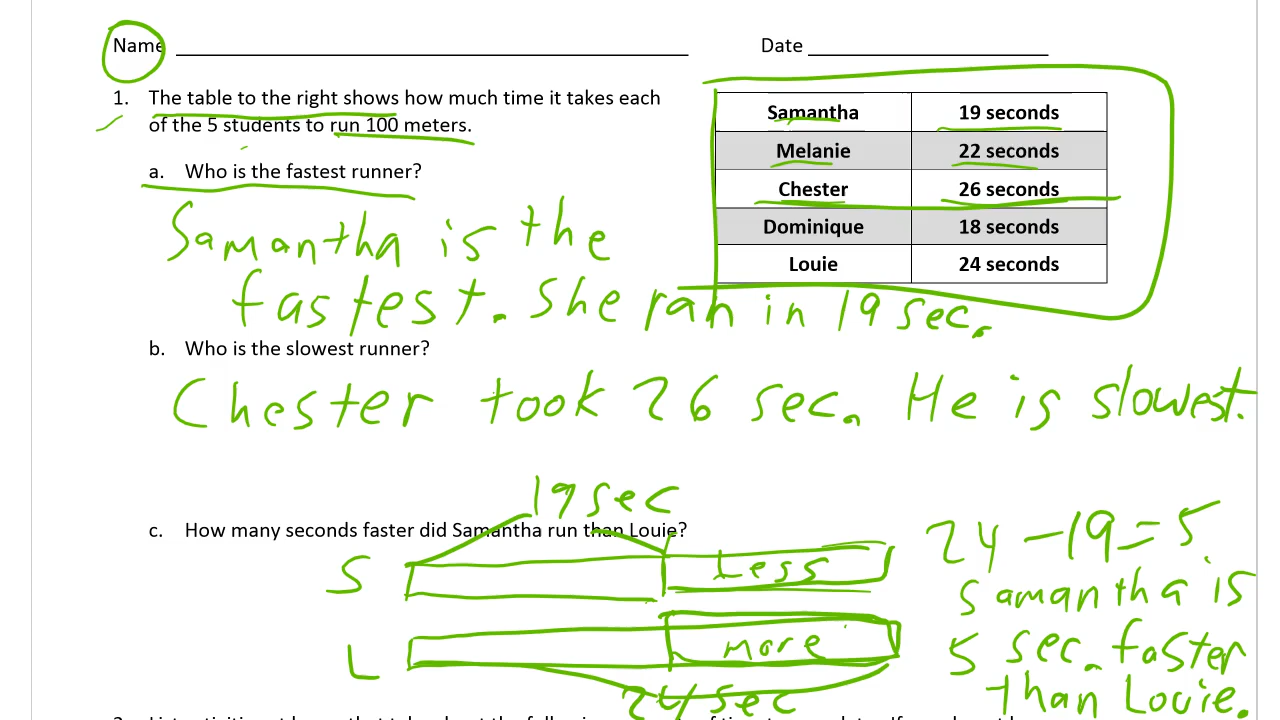 Name Date
1. The table to the right shows how much time it takes each
of the 5 students to run 100 meters.
Samantha 19 seconds
Melanie 22 seconds
Chester 26 seconds
Dominique 18 seconds
Louie 24 seconds
a. Who is the fastest runner?
Samantha is the
fastest. She ran in 19 sec.
b. Who is the slowest runner?
Chester took 26 sec. He is slowest.
19 sec
c. How many seconds faster did Samantha run than Louie?
S Less
L more
24 sec
24 - 19 = 5
Samantha is
5 sec. faster
than Louie.